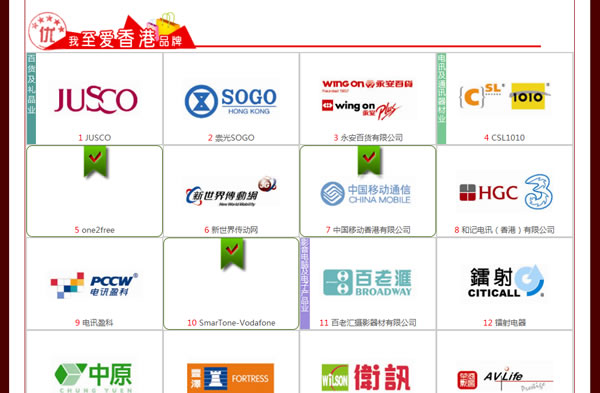 优
我至爱香港品牌
百货及礼品业
JUSCO
1 JUSCO
SOGO
HONG KONG
2 崇光SOGO
WING ON 永安百貨
wing on 永安 Plus
3 永安百货有限公司
电讯及通讯器材业
CSL
1010
4 CSL1010
5 one2free
新世界傳動網
New World Mobility
6 新世界传动网
中国移动通信
CHINA MOBILE
7 中国移动香港有限公司
HGC 3
8 和记电讯（香港）有限公司
PCCW
电讯盈科
9 电讯盈科
10 SmarTone-Vodafone
影音电脑及电子产品业
百老滙
BROADWAY
11 百老汇摄影器材有限公司
鐳射
CITICALL
12 镭射电器
中原
CHUNG YUEN
豐澤
FORTRESS
WILSON
衛訊
AV Life